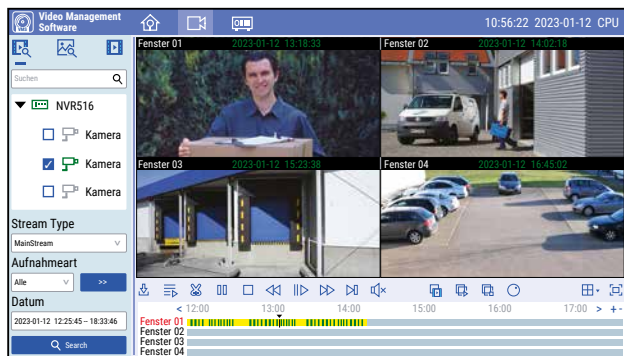 Video Management
Software
VMS
10:56:22 2023-01-12 CPU
Suchen
NVR516
Kamera
Kamera
Kamera
Stream Type
MainStream
Aufnahmeart
Alle
>>
Datum
2023-01-12 12:25:45 – 18:33:46
Search
Fenster 01 2023-01-12 13:18:33
Fenster 02 2023-01-12 14:02:18
Fenster 03 2023-01-12 15:23:38
Fenster 04 2023-01-12 16:45:02
< 12:00 13:00 14:00 15:00 16:00 17:00 > + -
Fenster 01
Fenster 02
Fenster 03
Fenster 04